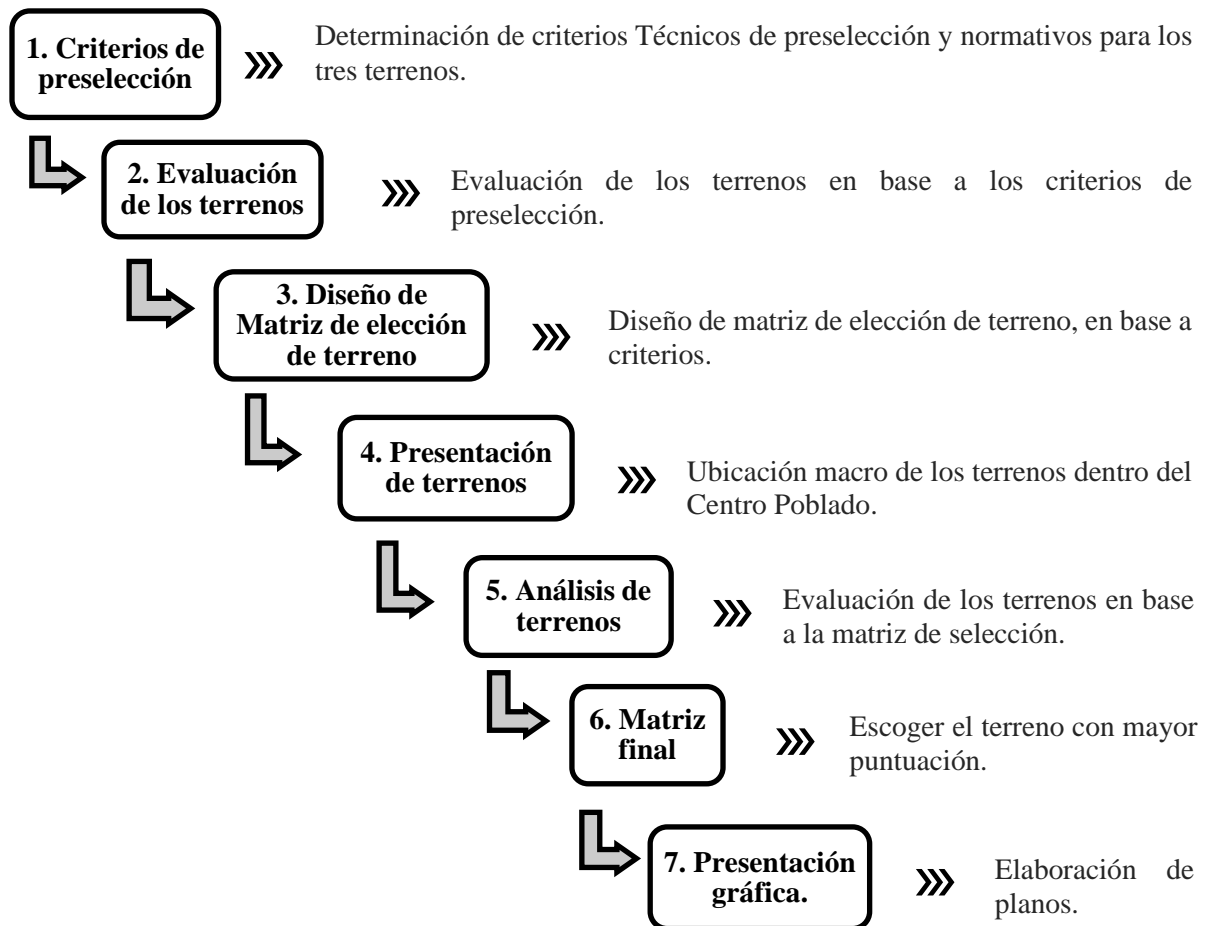 1. Criterios de
preselección
Determinación de criterios Técnicos de preselección y normativos para los
tres terrenos.
2. Evaluación
de los terrenos
Evaluación de los terrenos en base a los criterios de
preselección.
3. Diseño de
Matriz de elección
de terreno
Diseño de matriz de elección de terreno, en base a
criterios.
4. Presentación
de terrenos
Ubicación macro de los terrenos dentro del
Centro Poblado.
5. Análisis de
terrenos
Evaluación de los terrenos en base
a la matriz de selección.
6. Matriz
final
Escoger el terreno con mayor
puntuación.
7. Presentación
gráfica.
Elaboración de
planos.